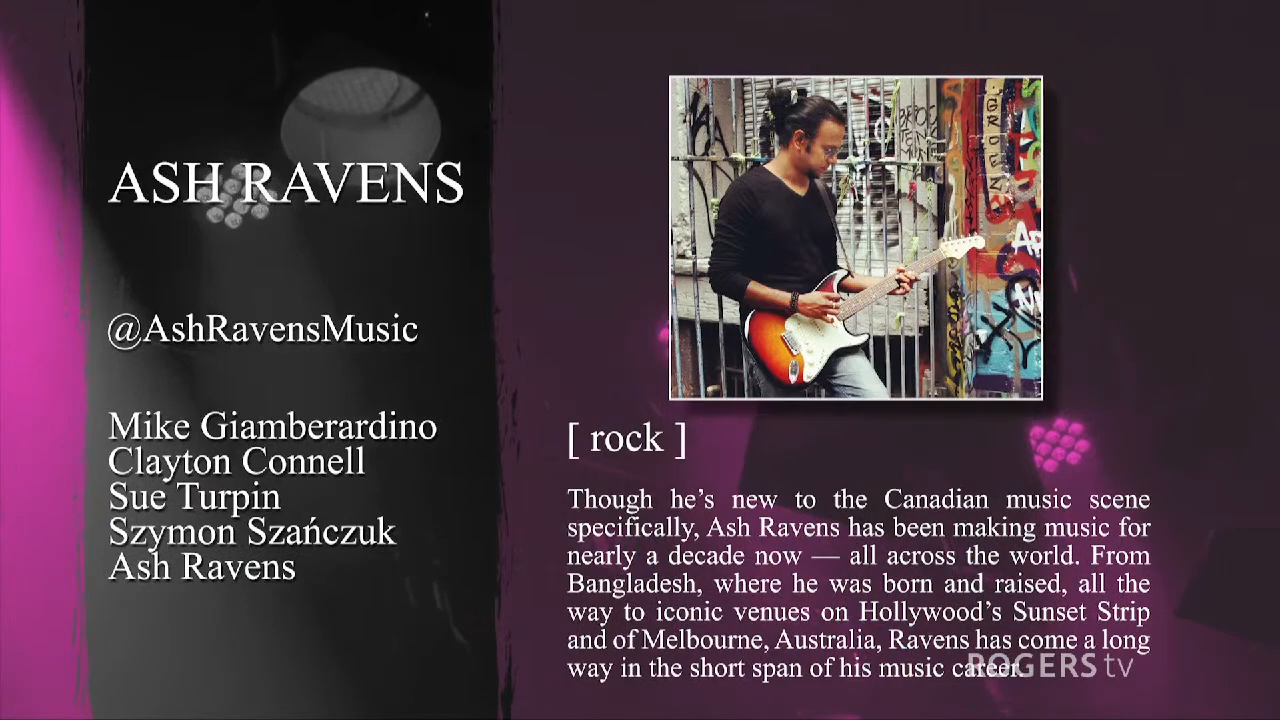 ASH RAVENS
@AshRavensMusic
Mike Giamberardino
Clayton Connell
Sue Turpin
Szymon Szańczuk
Ash Ravens
[ rock ]
Though he’s new to the Canadian music scene
specifically, Ash Ravens has been making music for
nearly a decade now — all across the world. From
Bangladesh, where he was born and raised, all the
way to iconic venues on Hollywood’s Sunset Strip
and of Melbourne, Australia, Ravens has come a long
way in the short span of his music career.
ROGERS tv